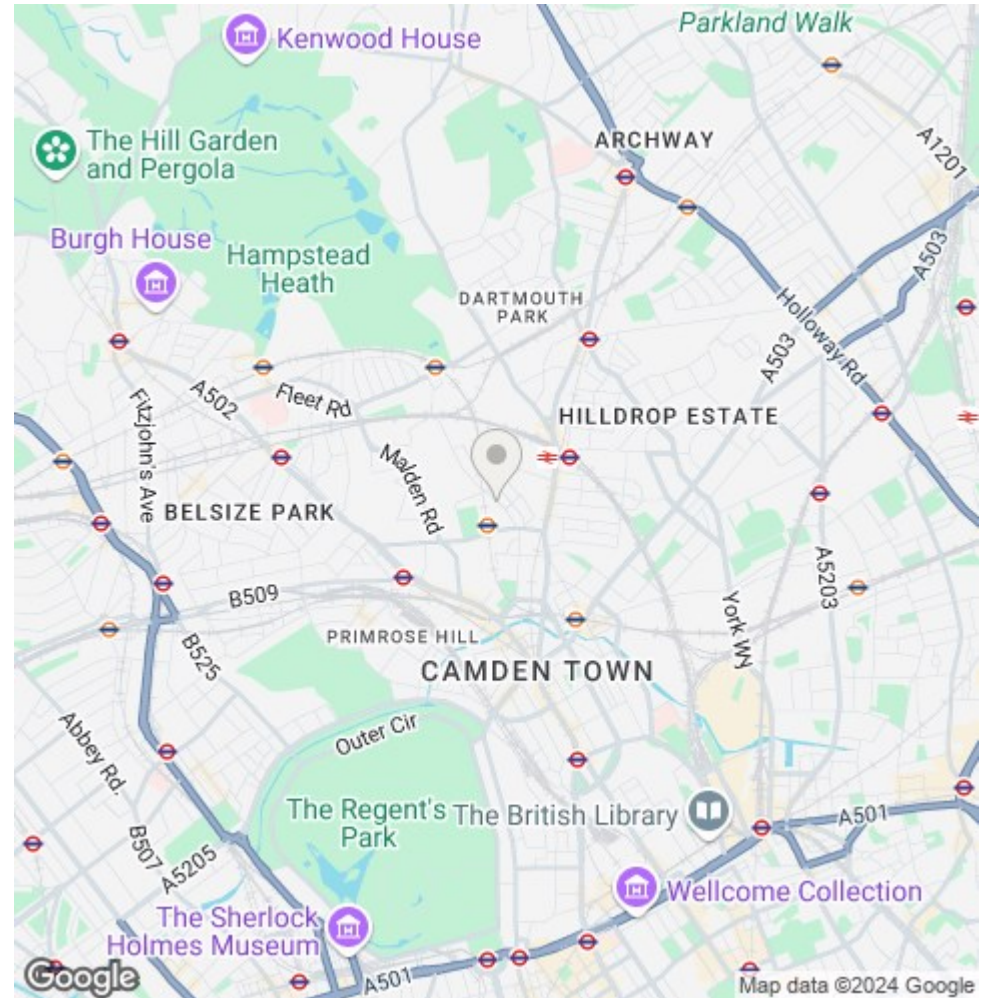 Parkland Walk
Kenwood House
ARCHWAY
A1201
The Hill Garden
and Pergola
Burgh House
Hampstead
Heath
A503
DARTMOUTH
PARK
Holloway Rd
A503
A502
Fleet Rd
Fitzjohn's Ave
HILLDROP ESTATE
Malden Rd
BELSIZE PARK
A5203
B509
York WY
PRIMROSE HILL
B525
CAMDEN TOWN
Outer Cir
Abbey Rd.
The Regent's
Park
The British Library
A501
B507
A5205
Wellcome Collection
The Sherlock
Holmes Museum
A501
Google
Map data ©2024 Google